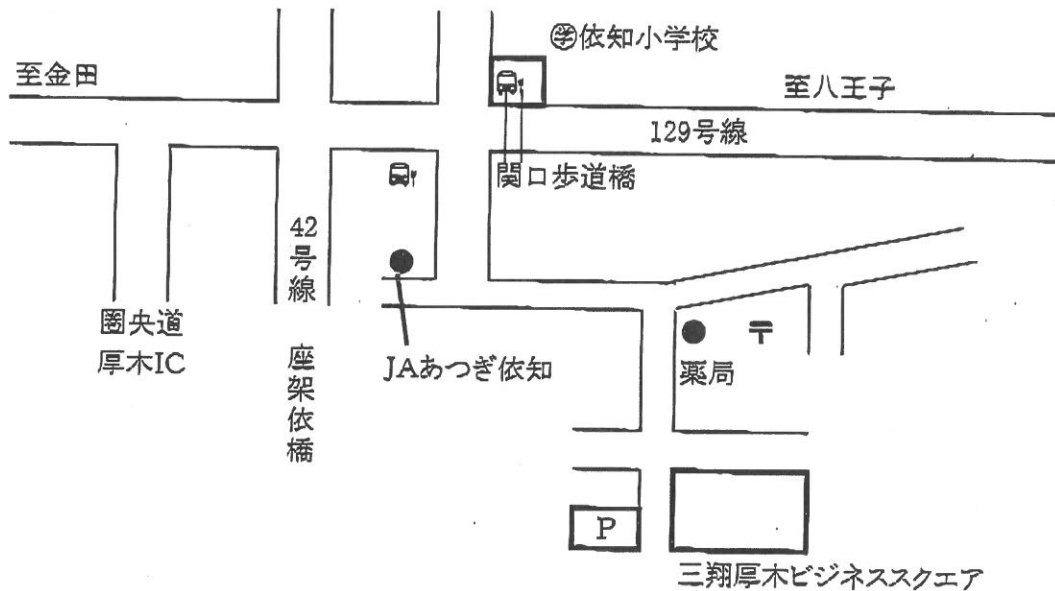 ㊫依知小学校
至金田
至八王子
129号線
関口歩道橋
42号線 座架依橋
圏央道
厚木IC
JAあつぎ依知
〒
薬局
P
三翔厚木ビジネススクエア